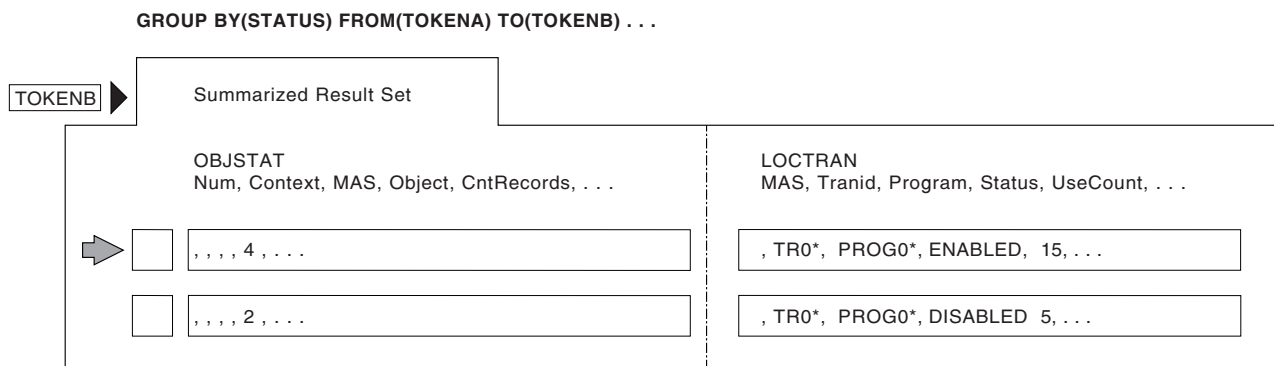 GROUP BY(STATUS) FROM(TOKENA) TO(TOKENB) . . .
TOKENB
Summarized Result Set
OBJSTAT
Num, Context, MAS, Object, CntRecords, . . .
LOCTRAN
MAS, Tranid, Program, Status, UseCount, . . .
, , , , 4 , . . .
, TR0*, PROG0*, ENABLED, 15, . . .
, , , , 2 , . . .
, TR0*, PROG0*, DISABLED 5, . . .